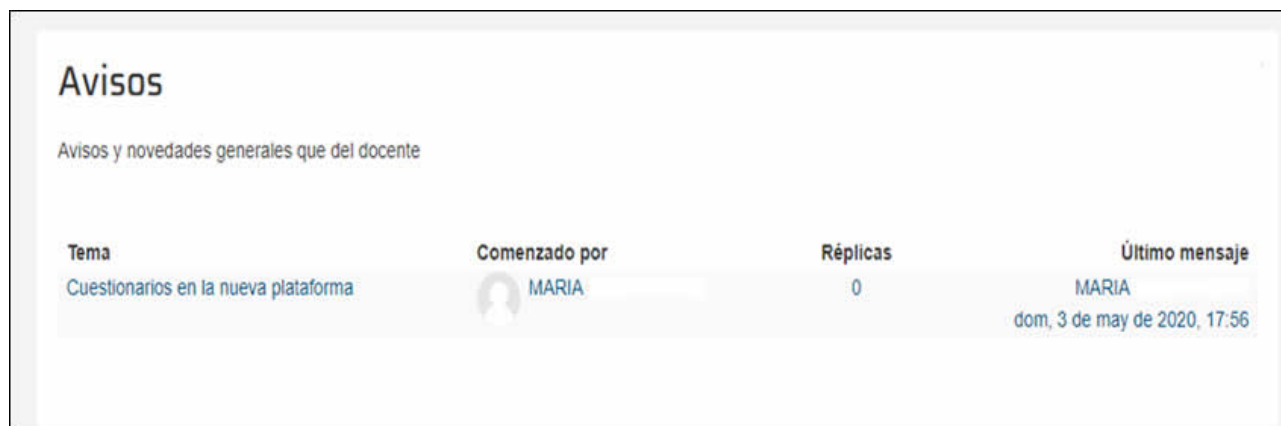 Avisos
Avisos y novedades generales que del docente
Tema Comenzado por Réplicas Último mensaje
Cuestionarios en la nueva plataforma MARIA 0 MARIA
dom, 3 de may de 2020, 17:56